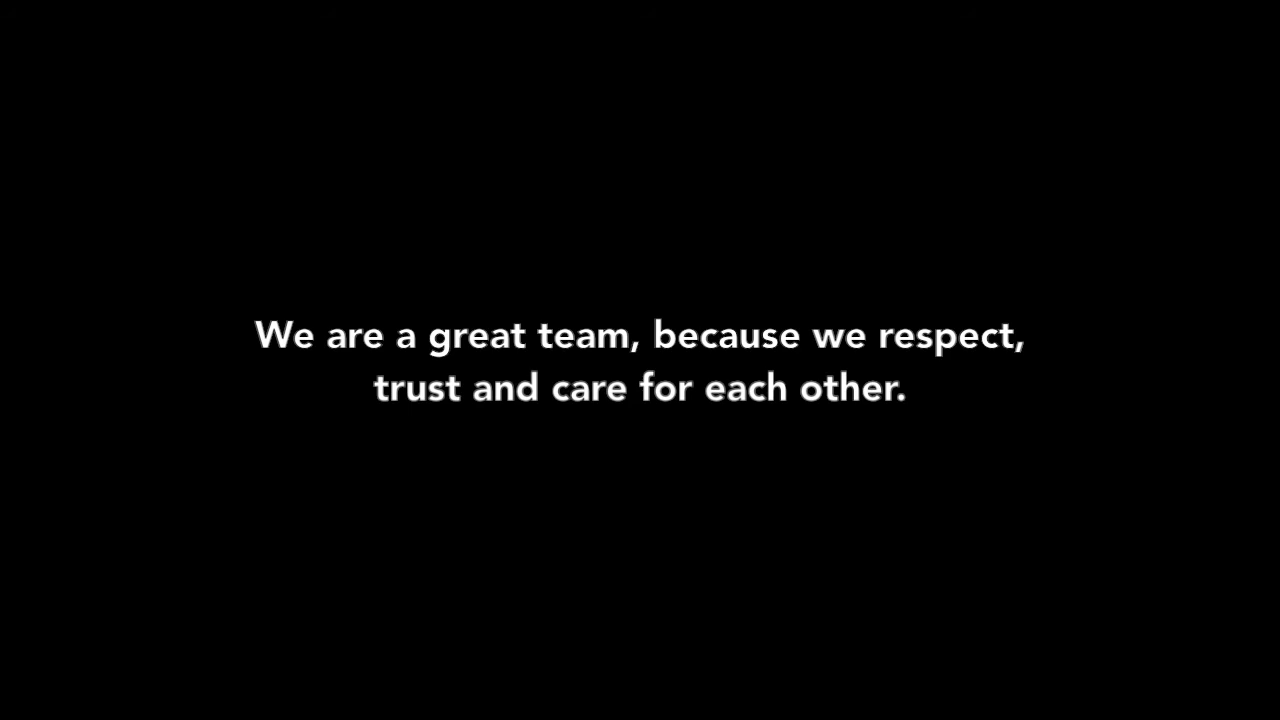 We are a great team, because we respect,
trust and care for each other.